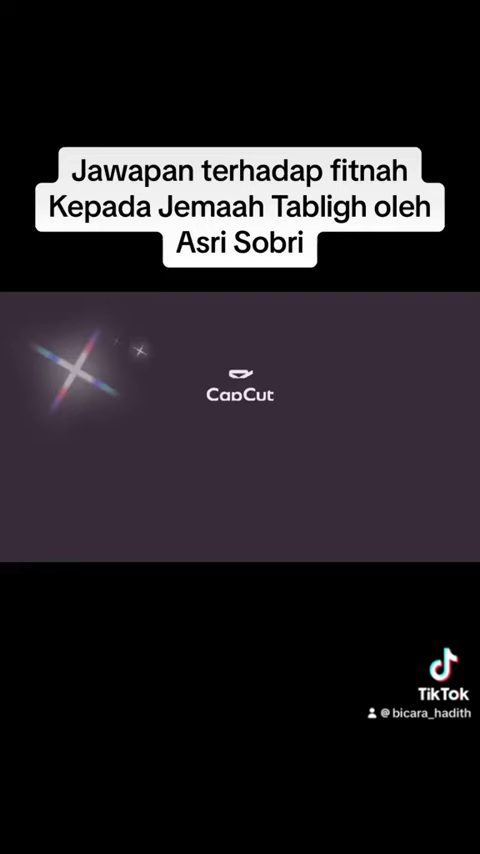 Jawapan terhadap fitnah
Kepada Jemaah Tabligh oleh
Asri Sobri
CapCut
TikTok
@ bicara_hadith